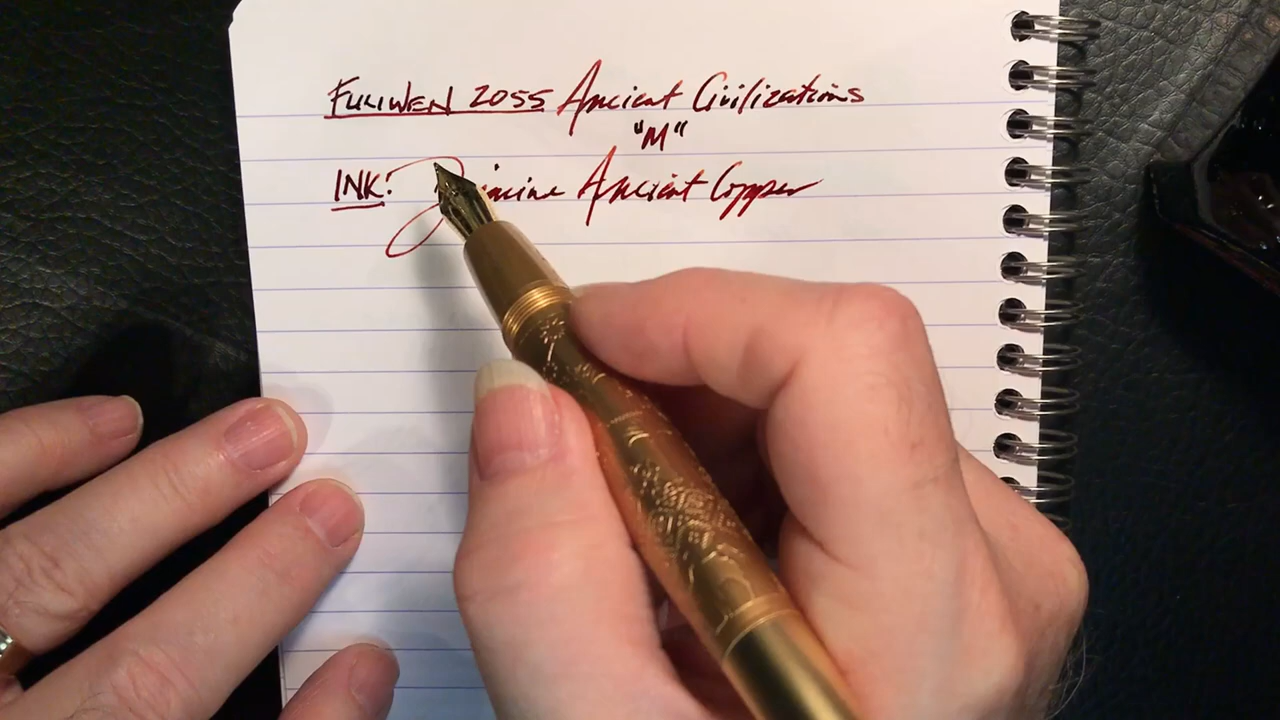 FULIWEN 2055 Ancient Civilizations
"M"
INK: Diamine Ancient Copper